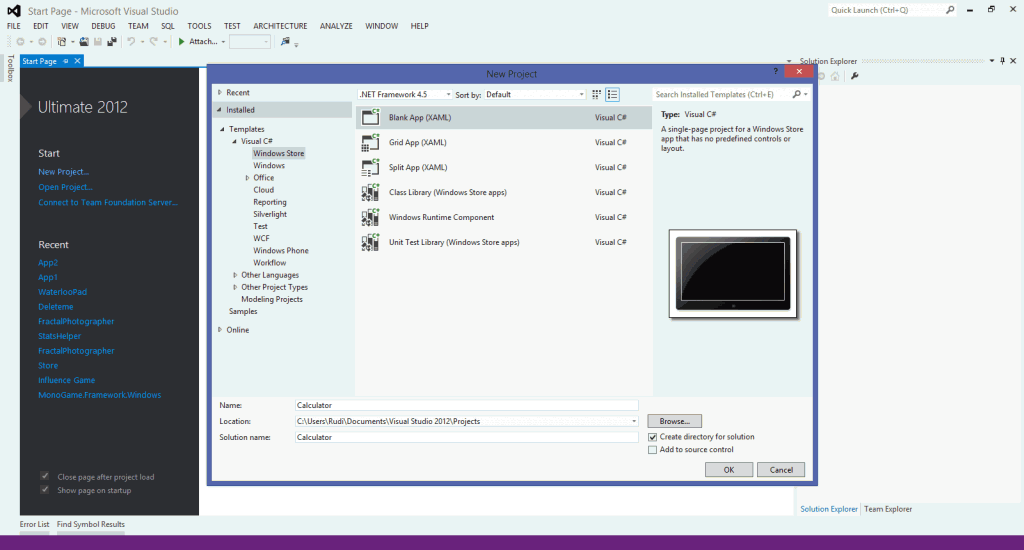 Start Page - Microsoft Visual Studio
Quick Launch (Ctrl+Q)
FILE EDIT VIEW DEBUG TEAM SQL TOOLS TEST ARCHITECTURE ANALYZE WINDOW HELP
Attach...
Toolbox
Start Page
Solution Explorer
Ultimate 2012
Start
New Project...
Open Project...
Connect to Team Foundation Server...
Recent
App2
App1
WaterlooPad
Deleteme
FractalPhotographer
StatsHelper
FractalPhotographer
Store
Influence Game
MonoGame.Framework.Windows
Close page after project load
Show page on startup
New Project
?
Recent
Installed
Templates
Visual C#
Windows Store
Windows
Office
Cloud
Reporting
Silverlight
Test
WCF
Windows Phone
Workflow
Other Languages
Other Project Types
Modeling Projects
Samples
Online
.NET Framework 4.5 Sort by: Default
Search Installed Templates (Ctrl+E)
Blank App (XAML) Visual C#
Grid App (XAML) Visual C#
Split App (XAML) Visual C#
Class Library (Windows Store apps) Visual C#
Windows Runtime Component Visual C#
Unit Test Library (Windows Store apps) Visual C#
Type: Visual C#
A single-page project for a Windows Store
app that has no predefined controls or
layout.
Name: Calculator
Location: C:\Users\Rudi\Documents\Visual Studio 2012\Projects
Browse...
Solution name: Calculator
Create directory for solution
Add to source control
OK Cancel
Solution Explorer Team Explorer
Error List Find Symbol Results